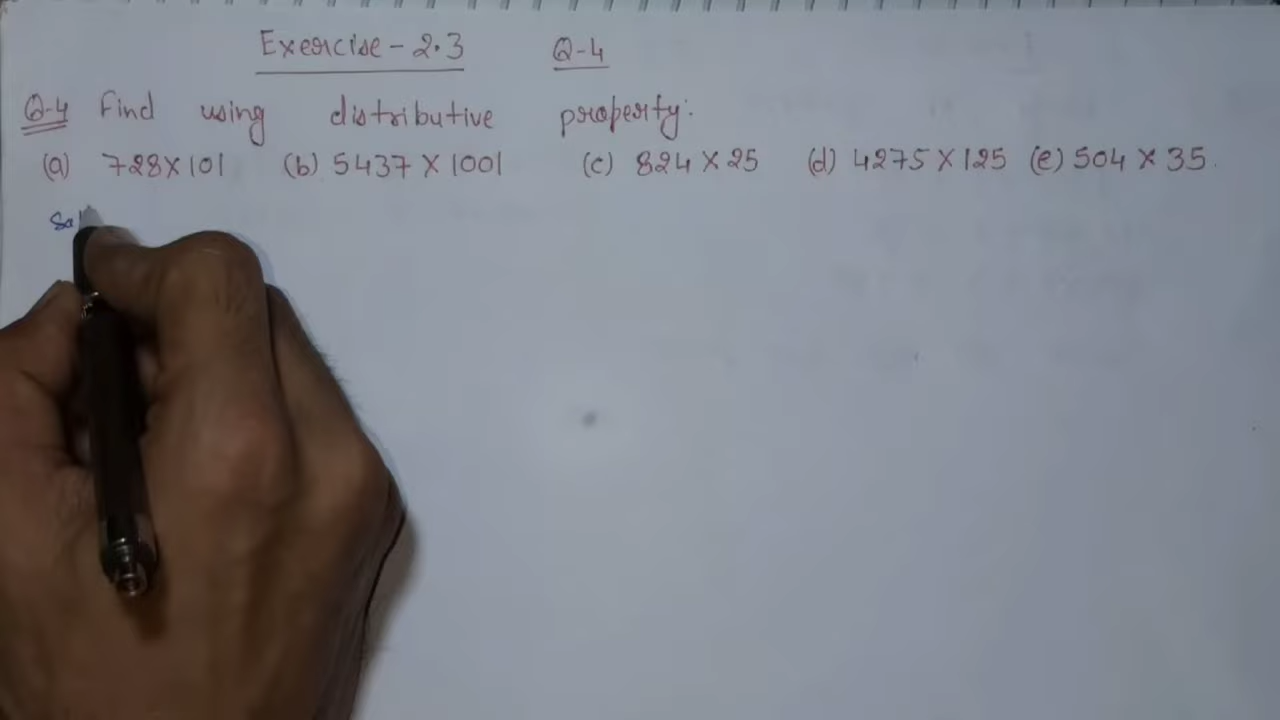 Exercise - 2.3 Q-4
Q-4 Find using distributive property:
(a) 728×101 (b) 5437 × 1001 (c) 824 × 25 (d) 4275 × 125 (e) 504 × 35.